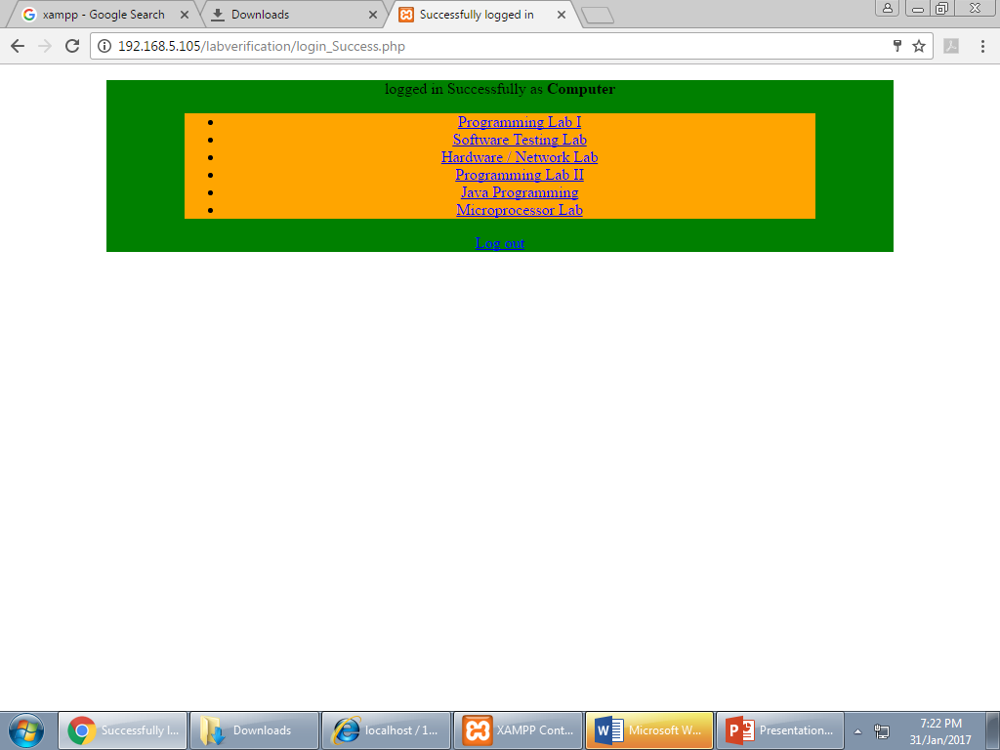 xampp - Google Search
Downloads
Successfully logged in
192.168.5.105/labverification/login_Success.php
logged in Successfully as Computer
Programming Lab I
Software Testing Lab
Hardware / Network Lab
Programming Lab II
Java Programming
Microprocessor Lab
Log out
Successfully l...
Downloads
localhost / 1...
XAMPP Cont...
Microsoft W...
Presentation...
7:22 PM
31/Jan/2017